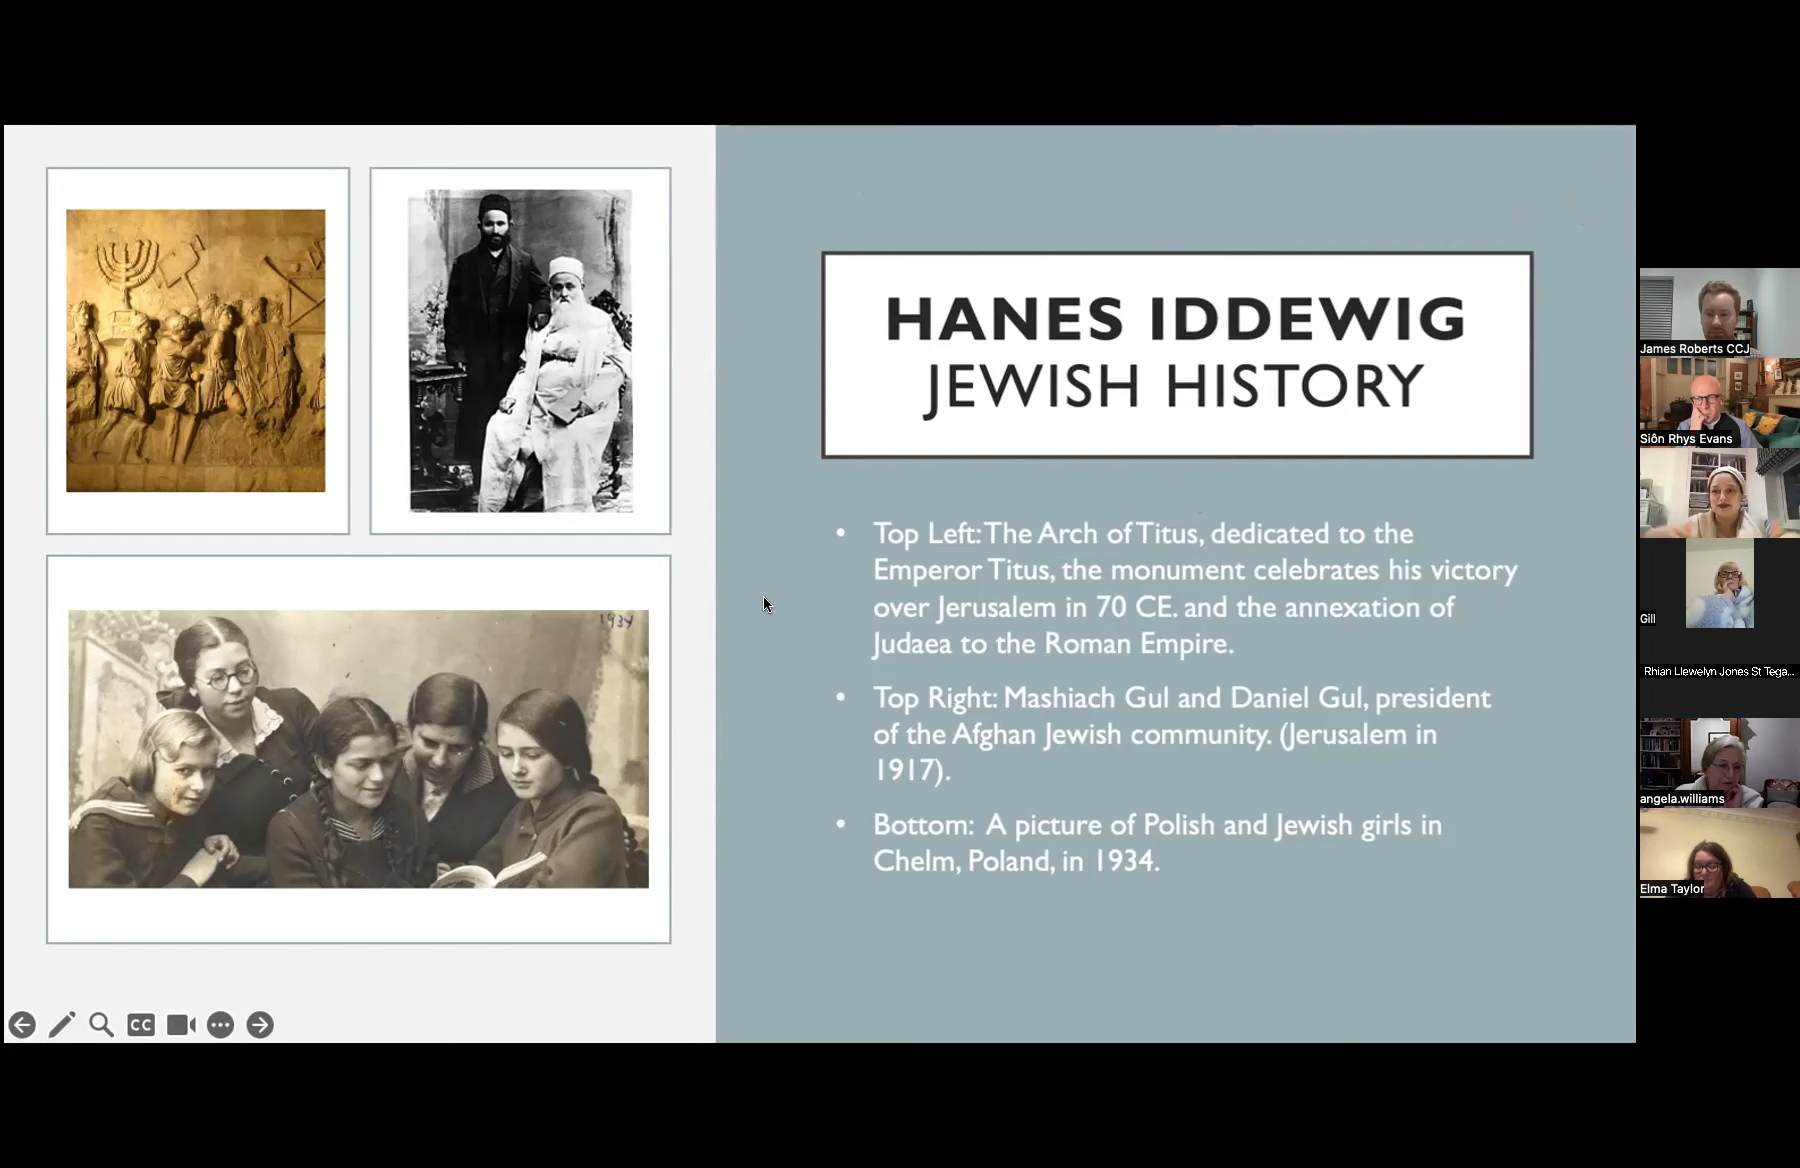 1934
HANES IDDEWIG
JEWISH HISTORY
• Top Left: The Arch of Titus, dedicated to the
Emperor Titus, the monument celebrates his victory
over Jerusalem in 70 CE. and the annexation of
Judaea to the Roman Empire.
• Top Right: Mashiach Gul and Daniel Gul, president
of the Afghan Jewish community. (Jerusalem in
1917).
• Bottom: A picture of Polish and Jewish girls in
Chelm, Poland, in 1934.
CC
James Roberts CCJ
Siôn Rhys Evans
Gill
Rhian Llewelyn Jones St Tega...
angela.williams
Elma Taylor